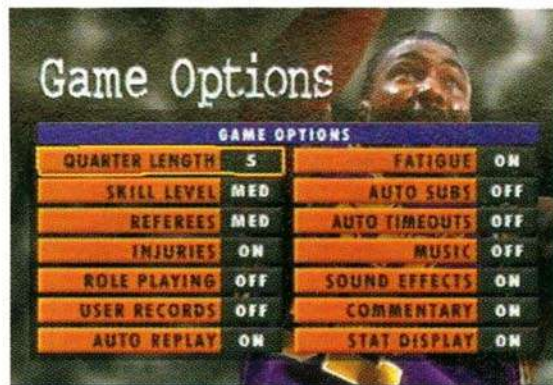 Game Options
GAME OPTIONS
QUARTER LENGTH 5
SKILL LEVEL MED
REFEREES MED
INJURIES ON
ROLE PLAYING OFF
USER RECORDS OFF
AUTO REPLAY ON
FATIGUE ON
AUTO SUBS OFF
AUTO TIMEOUTS OFF
MUSIC OFF
SOUND EFFECTS ON
COMMENTARY ON
STAT DISPLAY ON